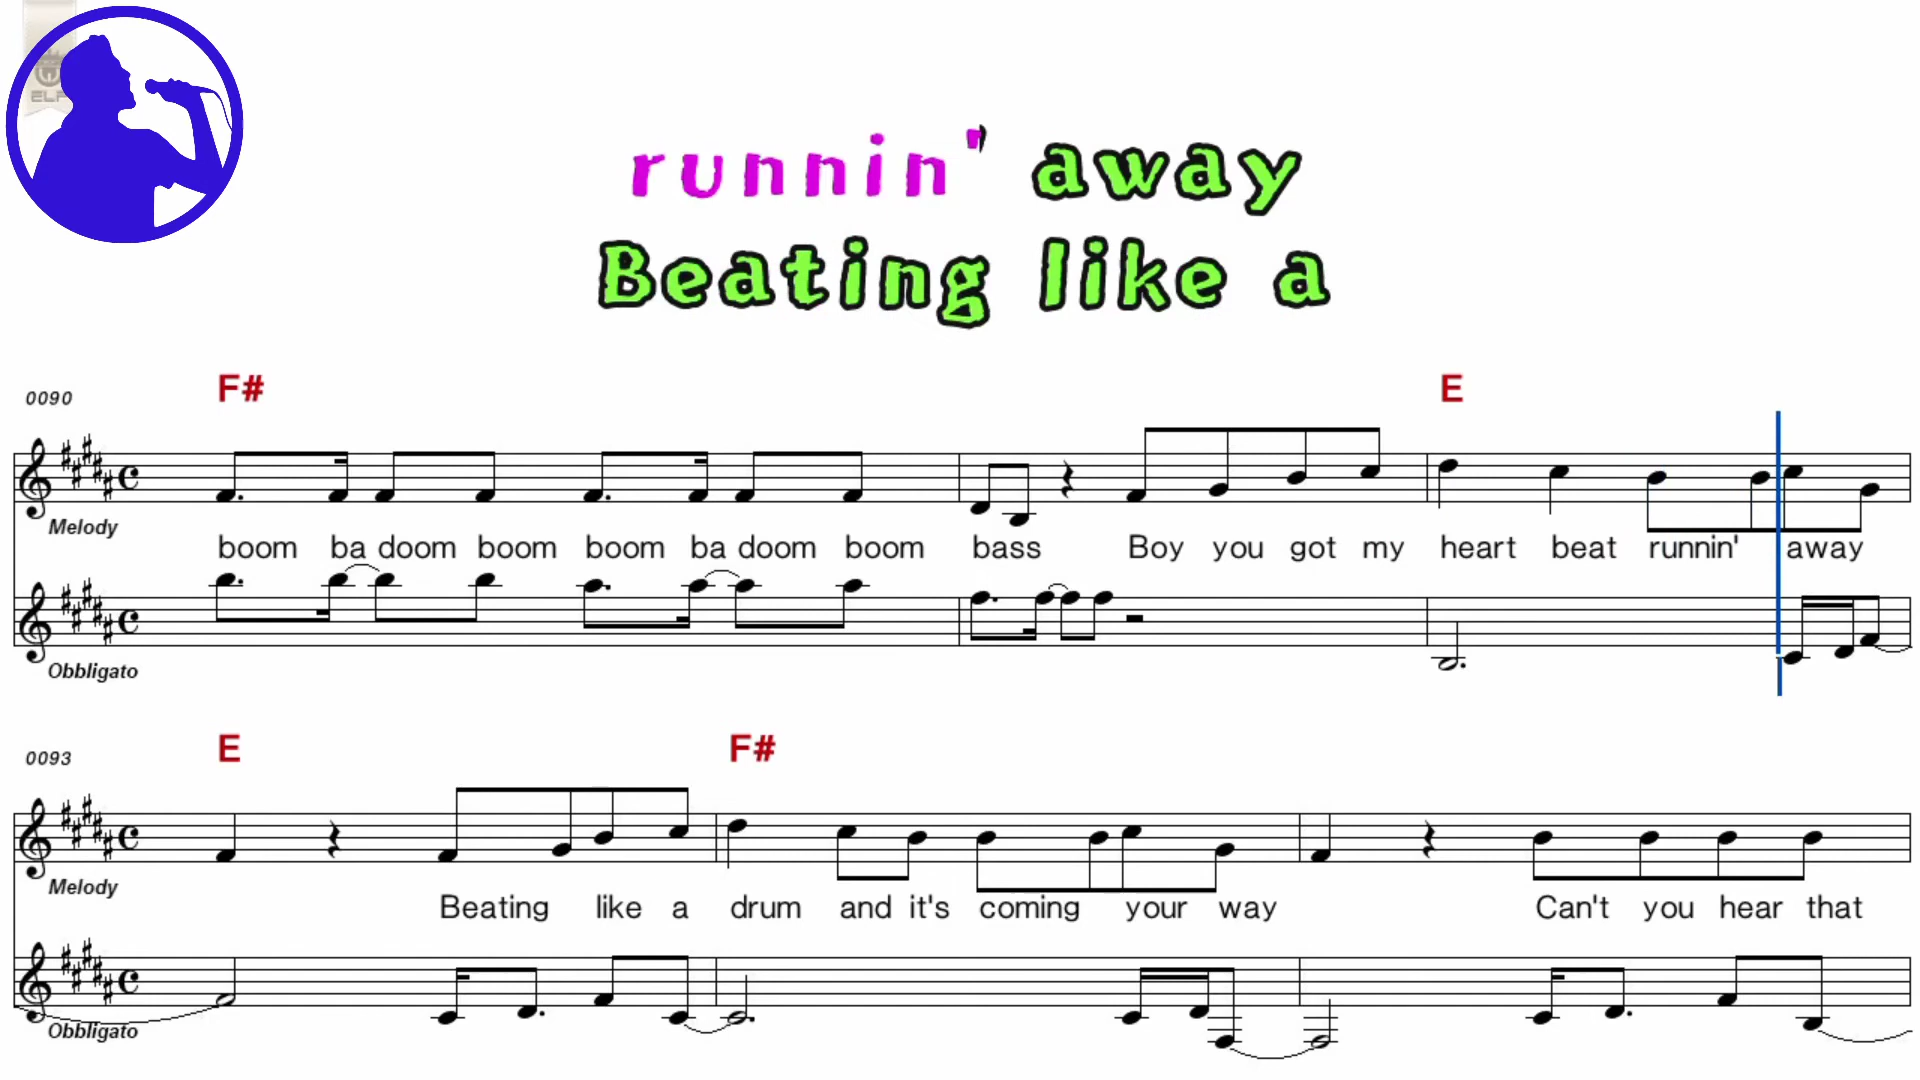 ELF
runnin' away
Beating like a
0090 F# E
Melody
boom ba doom boom boom ba doom boom bass Boy you got my heart beat runnin' away
Obbligato
0093 E F#
Melody
Beating like a drum and it's coming your way Can't you hear that
Obbligato